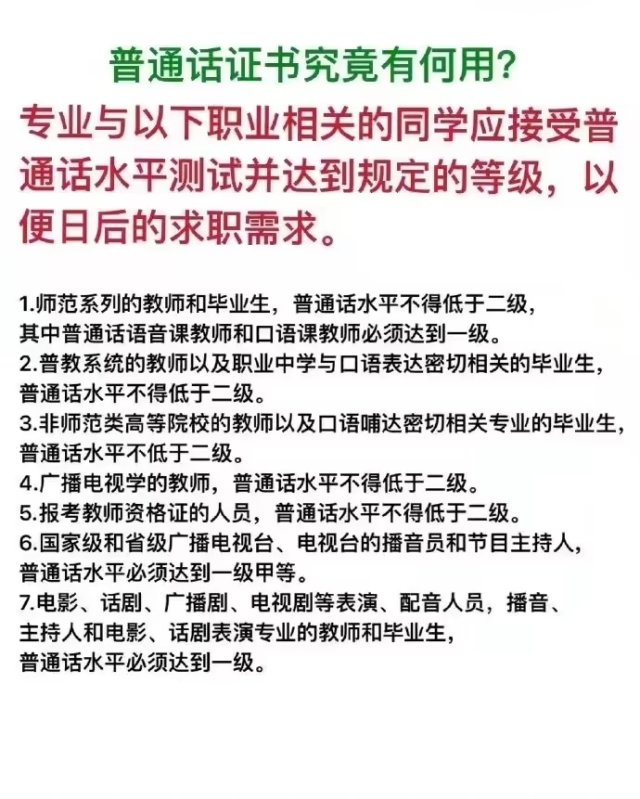 普通话证书究竟有何用？
专业与以下职业相关的同学应接受普
通话水平测试并达到规定的等级，以
便日后的求职需求。
1.师范系列的教师和毕业生，普通话水平不得低于二级，
其中普通话语音课教师和口语课教师必须达到一级。
2.普教系统的教师以及职业中学与口语表达密切相关的毕业生，
普通话水平不得低于二级。
3.非师范类高等院校的教师以及口语哺达密切相关专业的毕业生，
普通话水平不低于二级。
4.广播电视学的教师，普通话水平不得低于二级。
5.报考教师资格证的人员，普通话水平不得低于二级。
6.国家级和省级广播电视台、电视台的播音员和节目主持人，
普通话水平必须达到一级甲等。
7.电影、话剧、广播剧、电视剧等表演、配音人员，播音、
主持人和电影、话剧表演专业的教师和毕业生，
普通话水平必须达到一级。